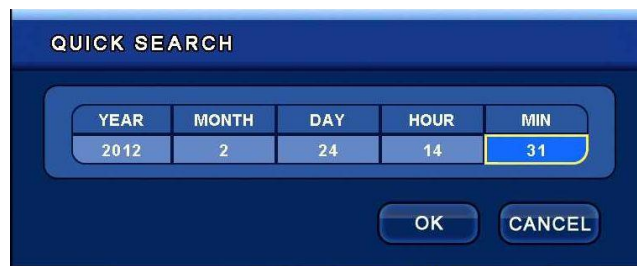 QUICK SEARCH
YEAR MONTH DAY HOUR MIN
2012 2 24 14 31
OK CANCEL